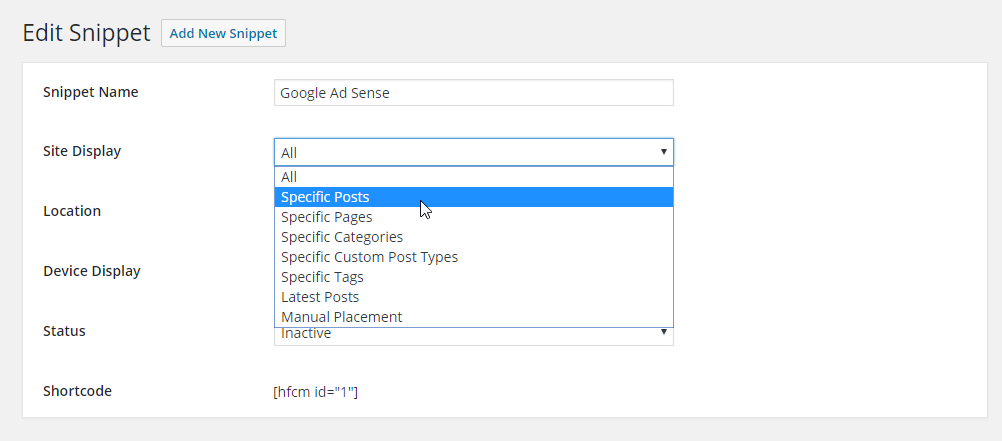 Edit Snippet Add New Snippet
Snippet Name Google Ad Sense
Site Display All
All
Specific Posts
Location
Specific Pages
Specific Categories
Specific Custom Post Types
Device Display
Specific Tags
Latest Posts
Manual Placement
Status Inactive
Shortcode [hfcm id="1"]